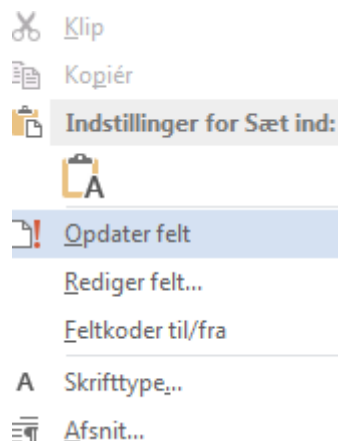 Klip
Kopiér
Indstillinger for Sæt ind:
Opdater felt
Rediger felt...
Feltkoder til/fra
Skrifttype...
Afsnit...